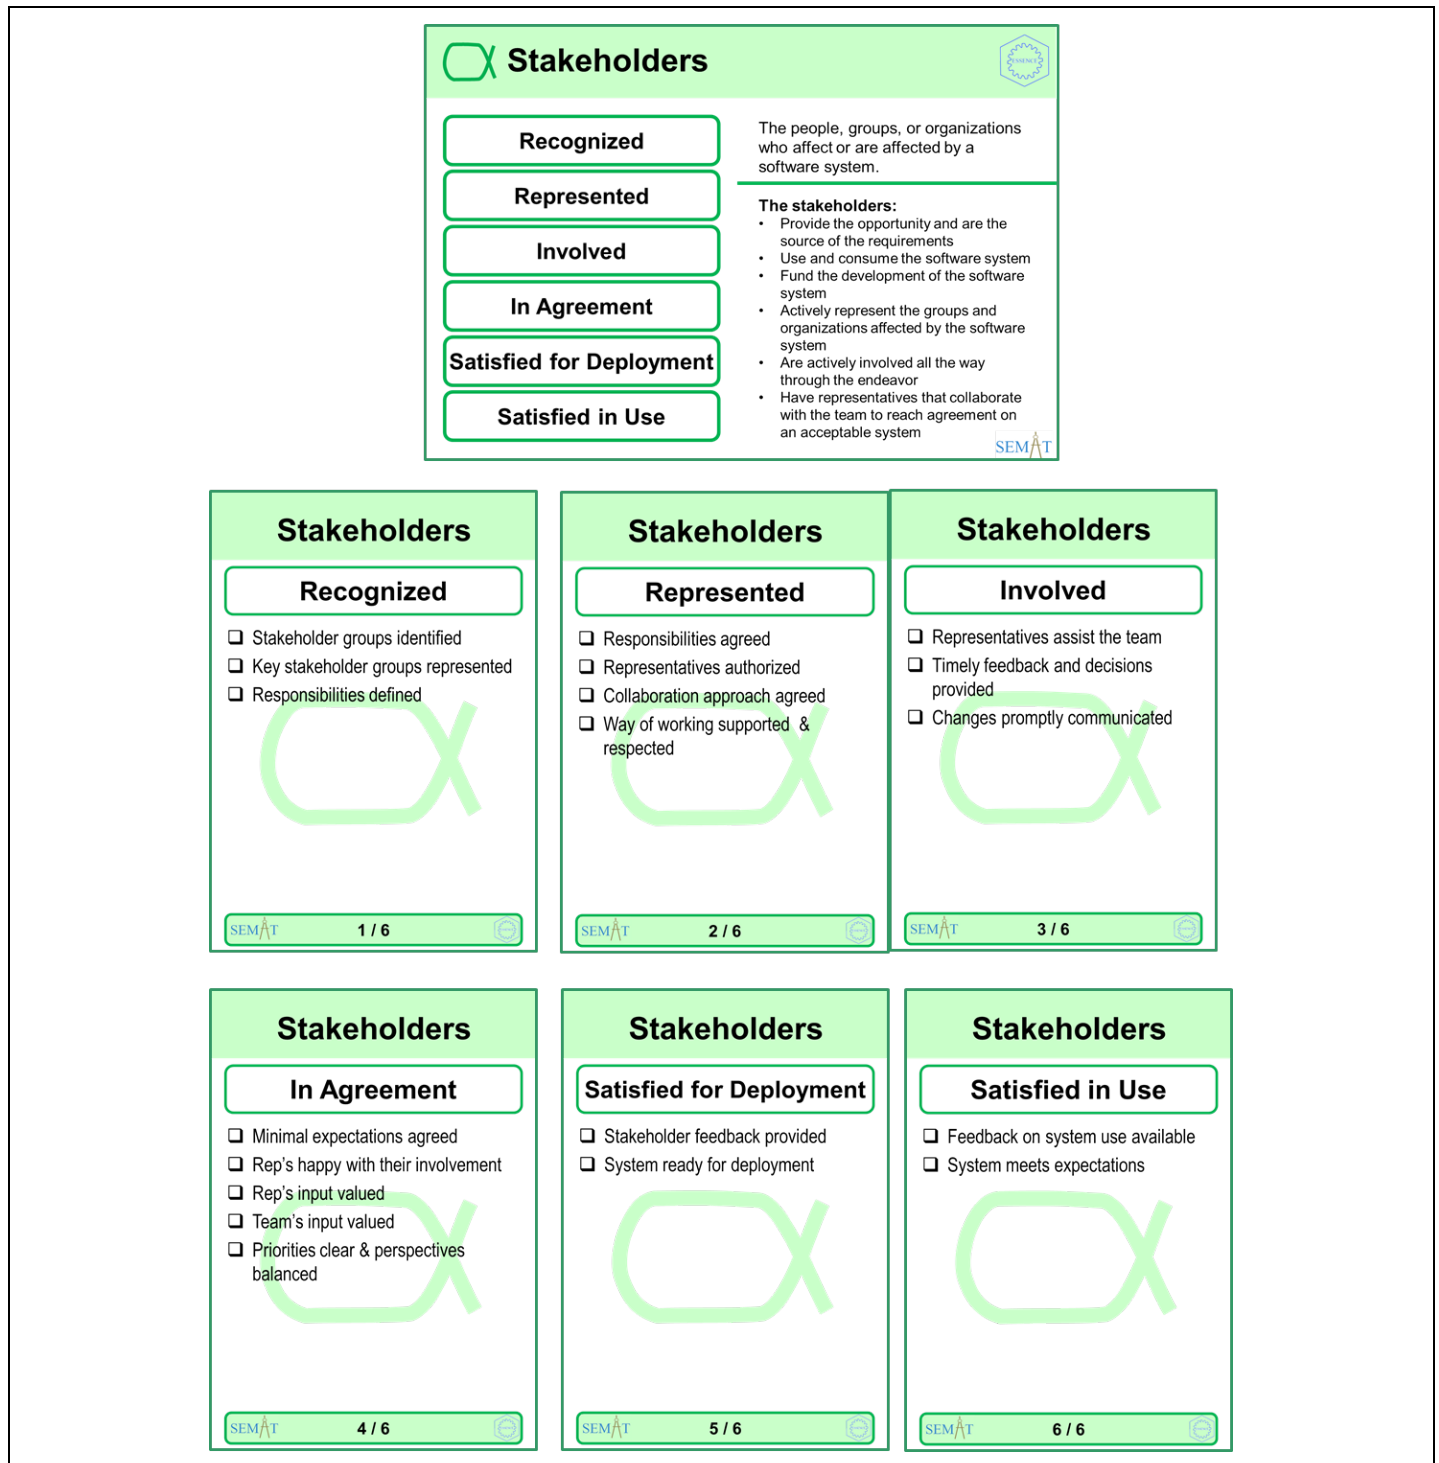 Stakeholders
ESSENCE
Recognized
Represented
Involved
In Agreement
Satisfied for Deployment
Satisfied in Use
The people, groups, or organizations
who affect or are affected by a
software system.
The stakeholders:
• Provide the opportunity and are the
source of the requirements
• Use and consume the software system
• Fund the development of the software
system
• Actively represent the groups and
organizations affected by the software
system
• Are actively involved all the way
through the endeavor
• Have representatives that collaborate
with the team to reach agreement on
an acceptable system
SEMAT
Stakeholders
Recognized
❑ Stakeholder groups identified
❑ Key stakeholder groups represented
❑ Responsibilities defined
SEMAT
1 / 6
Stakeholders
Represented
❑ Responsibilities agreed
❑ Representatives authorized
❑ Collaboration approach agreed
❑ Way of working supported &
respected
SEMAT
2 / 6
Stakeholders
Involved
❑ Representatives assist the team
❑ Timely feedback and decisions
provided
❑ Changes promptly communicated
SEMAT
3 / 6
Stakeholders
In Agreement
❑ Minimal expectations agreed
❑ Rep's happy with their involvement
❑ Rep's input valued
❑ Team's input valued
❑ Priorities clear & perspectives
balanced
SEMAT
4 / 6
Stakeholders
Satisfied for Deployment
❑ Stakeholder feedback provided
❑ System ready for deployment
SEMAT
5 / 6
Stakeholders
Satisfied in Use
❑ Feedback on system use available
❑ System meets expectations
SEMAT
6 / 6